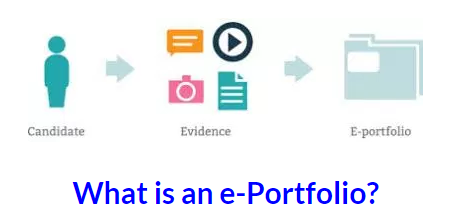 Candidate Evidence E-portfolio
What is an e-Portfolio?